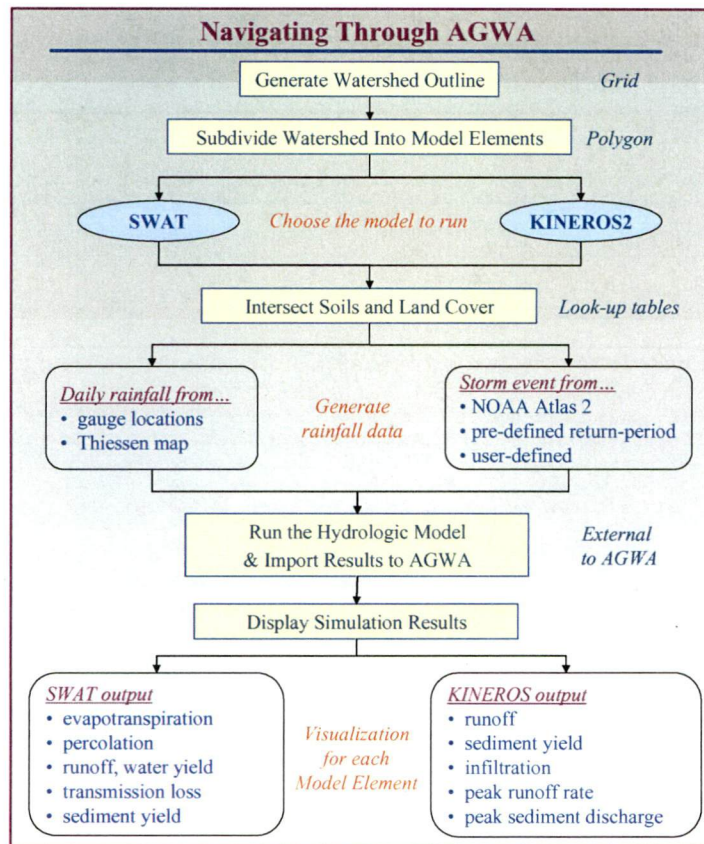 Navigating Through AGWA
Generate Watershed Outline
Grid
Subdivide Watershed Into Model Elements
Polygon
SWAT
Choose the model to run
KINEROS2
Intersect Soils and Land Cover
Look-up tables
Daily rainfall from…
• gauge locations
• Thiessen map
Generate
rainfall data
Storm event from…
• NOAA Atlas 2
• pre-defined return-period
• user-defined
Run the Hydrologic Model
& Import Results to AGWA
External
to AGWA
Display Simulation Results
SWAT output
• evapotranspiration
• percolation
• runoff, water yield
• transmission loss
• sediment yield
Visualization
for each
Model Element
KINEROS output
• runoff
• sediment yield
• infiltration
• peak runoff rate
• peak sediment discharge